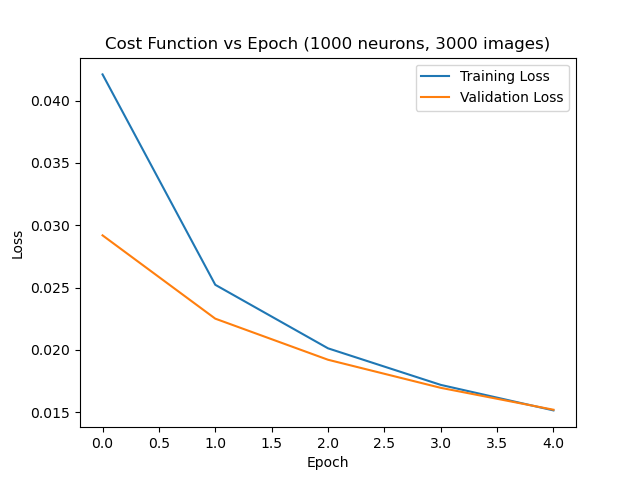 Cost Function vs Epoch (1000 neurons, 3000 images)
Training Loss
Validation Loss
0.040
0.035
0.030
0.025
0.020
0.015
Loss
0.0 0.5 1.0 1.5 2.0 2.5 3.0 3.5 4.0
Epoch